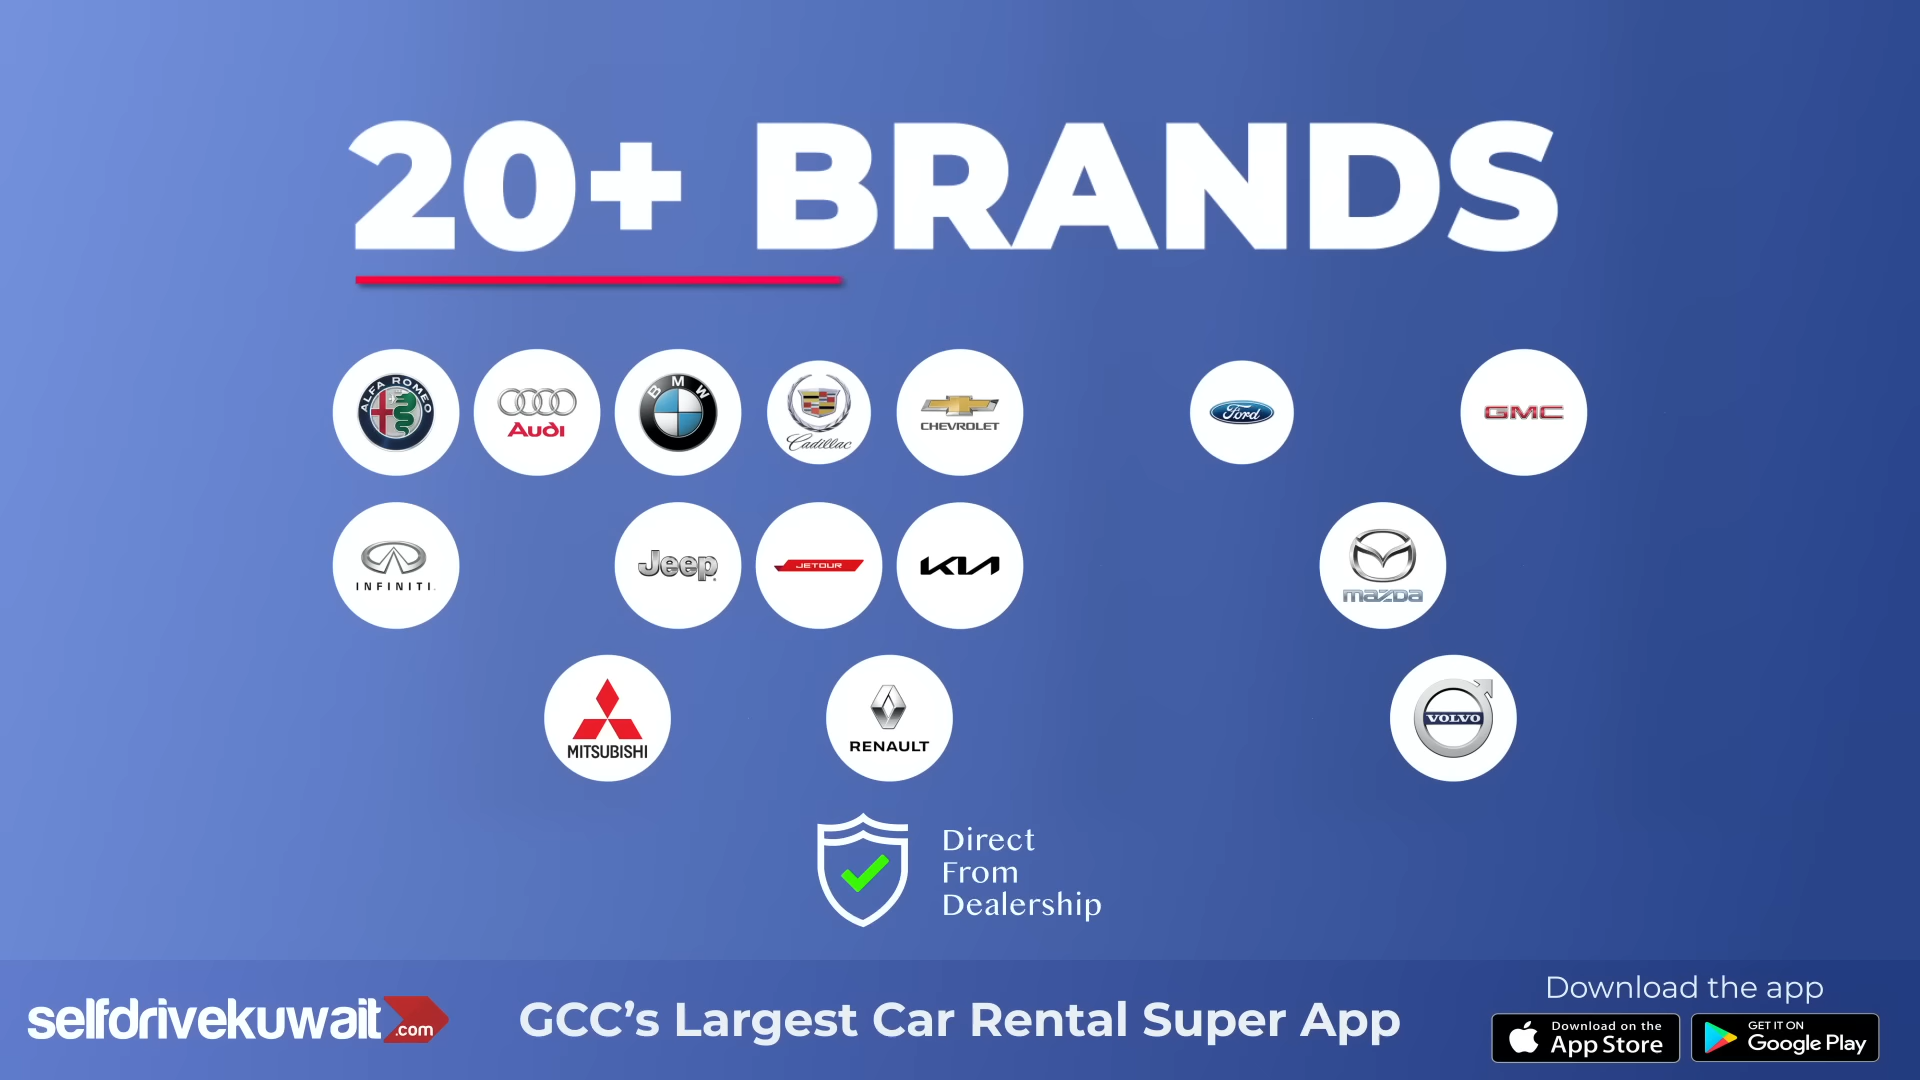 20+ BRANDS
ALFA ROMEO
Audi
BMW
Cadillac
CHEVROLET
Ford
GMC
INFINITI
Jeep
JETOUR
KIA
mazda
MITSUBISHI
RENAULT
VOLVO
Direct
From
Dealership
selfdrivekuwait.com
GCC's Largest Car Rental Super App
Download the app
Download on the
App Store
GET IT ON
Google Play